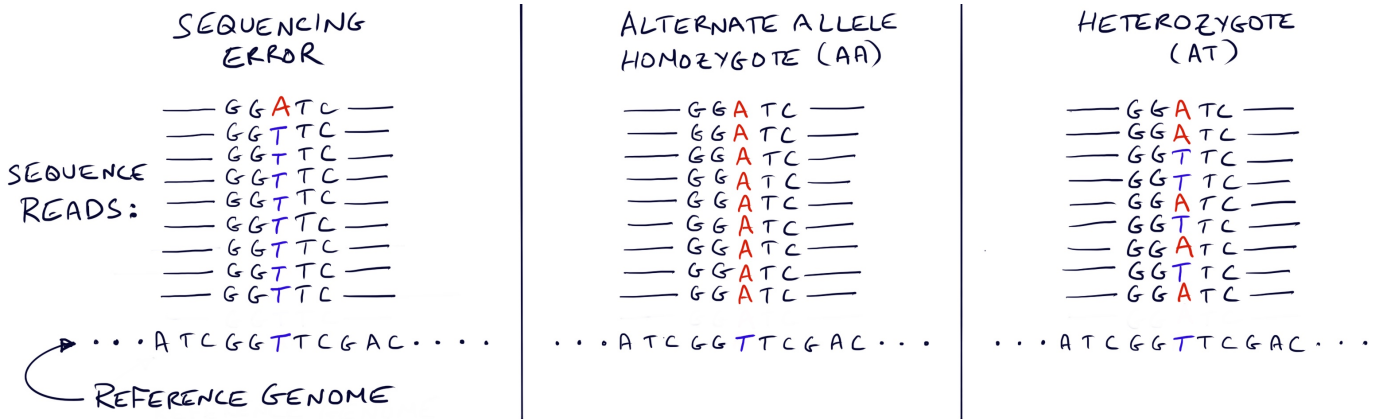 SEQUENCING
ERROR
SEQUENCE
READS:
GGATC
GGTTC
GGTTC
GGTTC
GGTTC
GGTTC
GGTTC
GGTTC
GGTTC
...ATCGGTTCGAC....
REFERENCE GENOME
ALTERNATE ALLELE
HOMOZYGOTE (AA)
GGATC
GGATC
GGATC
GGATC
GGATC
GGATC
GGATC
GGATC
GGATC
...ATCGGTTCGAC...
HETEROZYGOTE
(AT)
GGATC
GGATC
GGTTC
GGTTC
GGATC
GGTTC
GGATC
GGTTC
GGATC
...ATCGGTTCGAC...